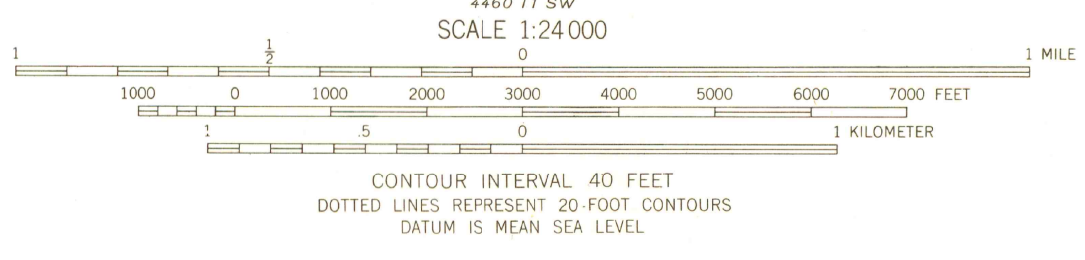 4460 II SW
SCALE 1:24 000
1 1/2 0 1 MILE
1000 0 1000 2000 3000 4000 5000 6000 7000 FEET
1 .5 0 1 KILOMETER
CONTOUR INTERVAL 40 FEET
DOTTED LINES REPRESENT 20-FOOT CONTOURS
DATUM IS MEAN SEA LEVEL